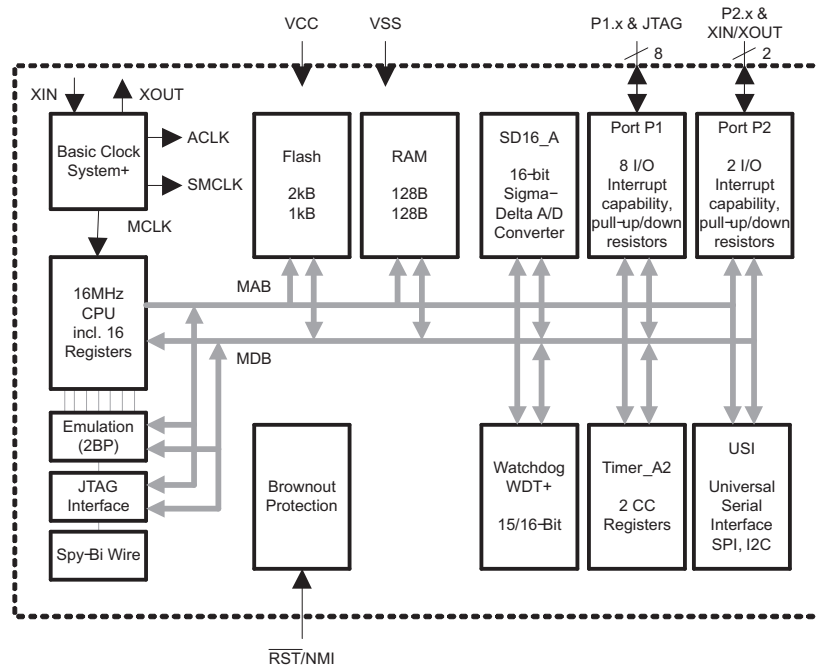 VCC
VSS
P1.x & JTAG
8
P2.x &
XIN/XOUT
2
XIN
XOUT
Basic Clock
System+
ACLK
SMCLK
MCLK
Flash
2kB
1kB
RAM
128B
128B
SD16_A
16-bit
Sigma-
Delta A/D
Converter
Port P1
8 I/O
Interrupt
capability,
pull-up/down
resistors
Port P2
2 I/O
Interrupt
capability,
pull-up/down
resistors
16MHz
CPU
incl. 16
Registers
MAB
MDB
Emulation
(2BP)
JTAG
Interface
Spy-Bi Wire
Brownout
Protection
RST/NMI
Watchdog
WDT+
15/16-Bit
Timer_A2
2 CC
Registers
USI
Universal
Serial
Interface
SPI, I2C